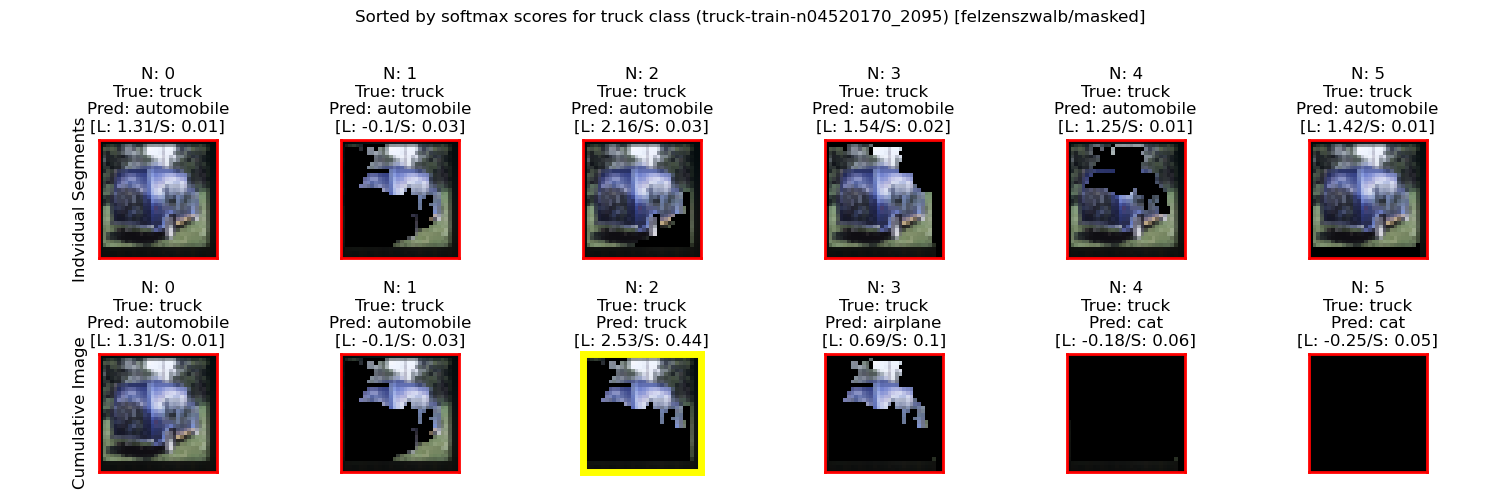 Sorted by softmax scores for truck class (truck-train-n04520170_2095) [felzenszwalb/masked]
Indvidual Segments
N: 0
True: truck
Pred: automobile
[L: 1.31/S: 0.01]
N: 1
True: truck
Pred: automobile
[L: -0.1/S: 0.03]
N: 2
True: truck
Pred: automobile
[L: 2.16/S: 0.03]
N: 3
True: truck
Pred: automobile
[L: 1.54/S: 0.02]
N: 4
True: truck
Pred: automobile
[L: 1.25/S: 0.01]
N: 5
True: truck
Pred: automobile
[L: 1.42/S: 0.01]
Cumulative Image
N: 0
True: truck
Pred: automobile
[L: 1.31/S: 0.01]
N: 1
True: truck
Pred: automobile
[L: -0.1/S: 0.03]
N: 2
True: truck
Pred: truck
[L: 2.53/S: 0.44]
N: 3
True: truck
Pred: airplane
[L: 0.69/S: 0.1]
N: 4
True: truck
Pred: cat
[L: -0.18/S: 0.06]
N: 5
True: truck
Pred: cat
[L: -0.25/S: 0.05]